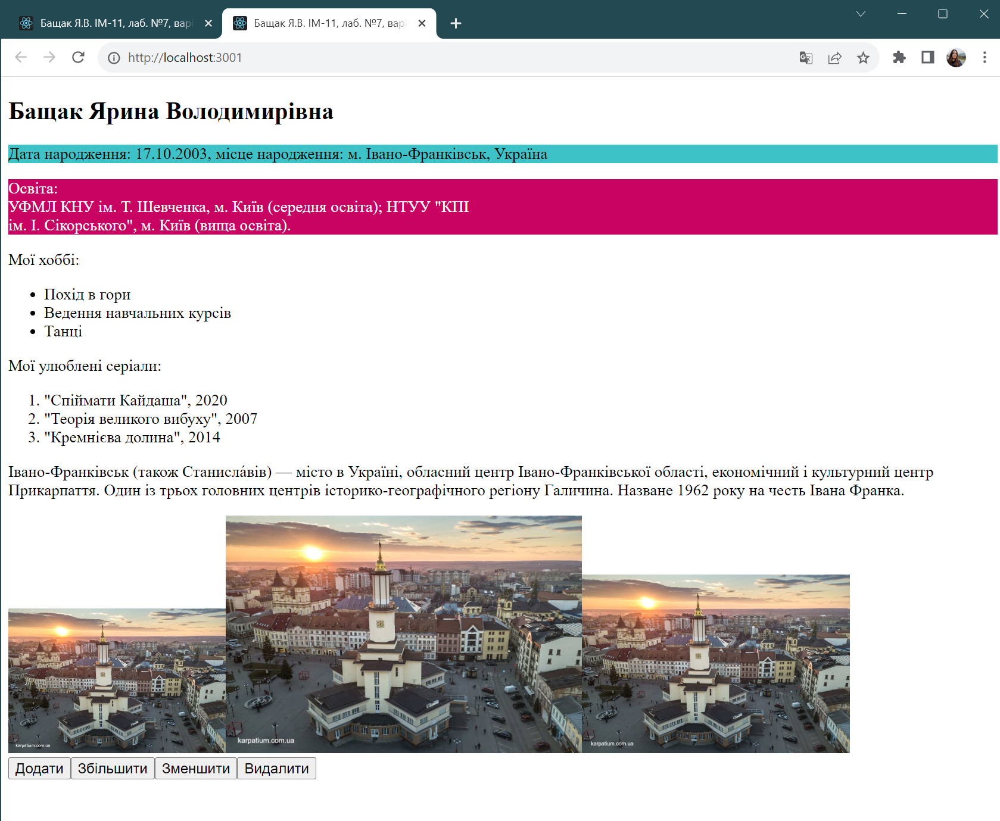 Бащак Я.В. ІМ-11, лаб. №7, варі
Бащак Я.В. ІМ-11, лаб. №7, варі
http://localhost:3001
Бащак Ярина Володимирівна
Дата народження: 17.10.2003, місце народження: м. Івано-Франківськ, Україна
Освіта:
УФМЛ КНУ ім. Т. Шевченка, м. Київ (середня освіта); НТУУ "КПІ
ім. І. Сікорського", м. Київ (вища освіта).
Мої хоббі:
• Похід в гори
• Ведення навчальних курсів
• Танці
Мої улюблені серіали:
1. "Спіймати Кайдаша", 2020
2. "Теорія великого вибуху", 2007
3. "Кремнієва долина", 2014
Івано-Франківськ (також Станисла́вів) — місто в Україні, обласний центр Івано-Франківської області, економічний і культурний центр
Прикарпаття. Один із трьох головних центрів історико-географічного регіону Галичина. Назване 1962 року на честь Івана Франка.
karpatium.com.ua
karpatium.com.ua
karpatium.com.ua
Додати Збільшити Зменшити Видалити